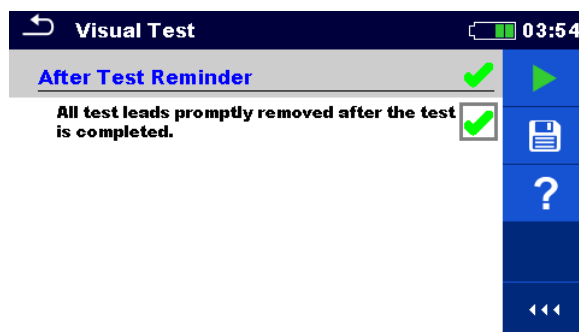 Visual Test
03:54
After Test Reminder
All test leads promptly removed after the test
is completed.
?